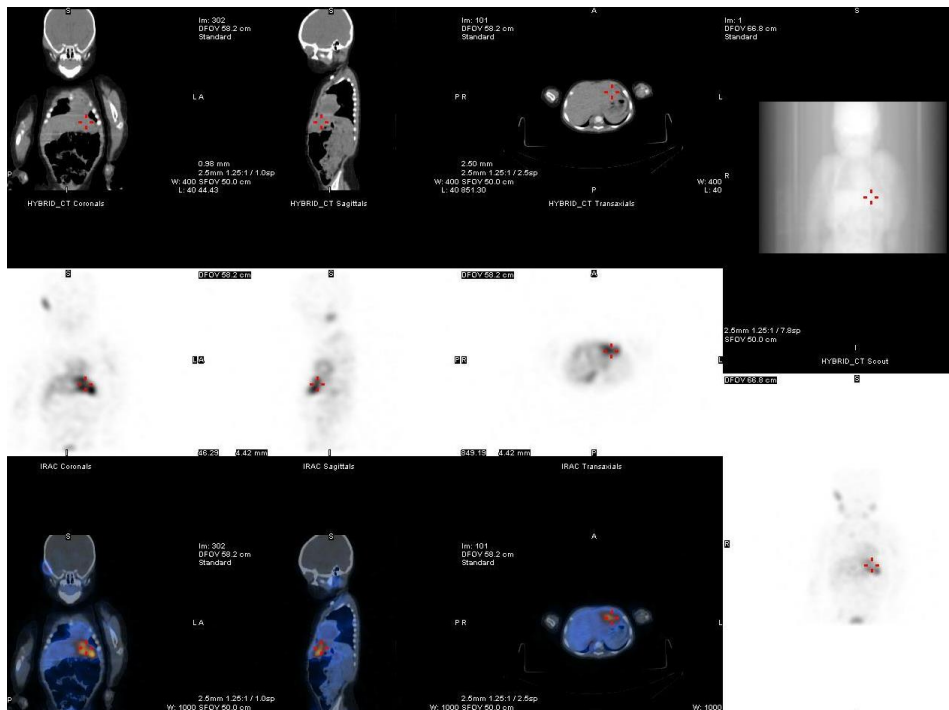 S
Im: 302
DFOV 58.2 cm
Standard
S
Im: 101
DFOV 58.2 cm
Standard
A
Im: 1
DFOV 66.8 cm
Standard
S
L A
P R
L
R
0.98 mm
2.5mm 1.25:1 / 1.0sp
W: 400 SFOV 50.0 cm
L: 40 44.43
I
2.50 mm
2.5mm 1.25:1 / 2.5sp
W: 400 SFOV 50.0 cm
L: 40 851.30
P
W: 400
L: 40
HYBRID_CT Coronals
HYBRID_CT Sagittals
HYBRID_CT Transaxials
S
DFOV 58.2 cm
S
DFOV 58.2 cm
A
2.5mm 1.25:1 / 7.8sp
SFOV 50.0 cm
I
HYBRID_CT Scout
L A
P R
L
DFOV 66.8 cm
S
I
46.29 4.42 mm
I
849.19 4.42 mm
P
IRAC Coronals
IRAC Sagittals
IRAC Transaxials
S
Im: 302
DFOV 58.2 cm
Standard
S
Im: 101
DFOV 58.2 cm
Standard
A
R
L A
P R
L
2.5mm 1.25:1 / 1.0sp
W: 1000 SFOV 50.0 cm
2.5mm 1.25:1 / 2.5sp
W: 1000 SFOV 50.0 cm
W: 1000